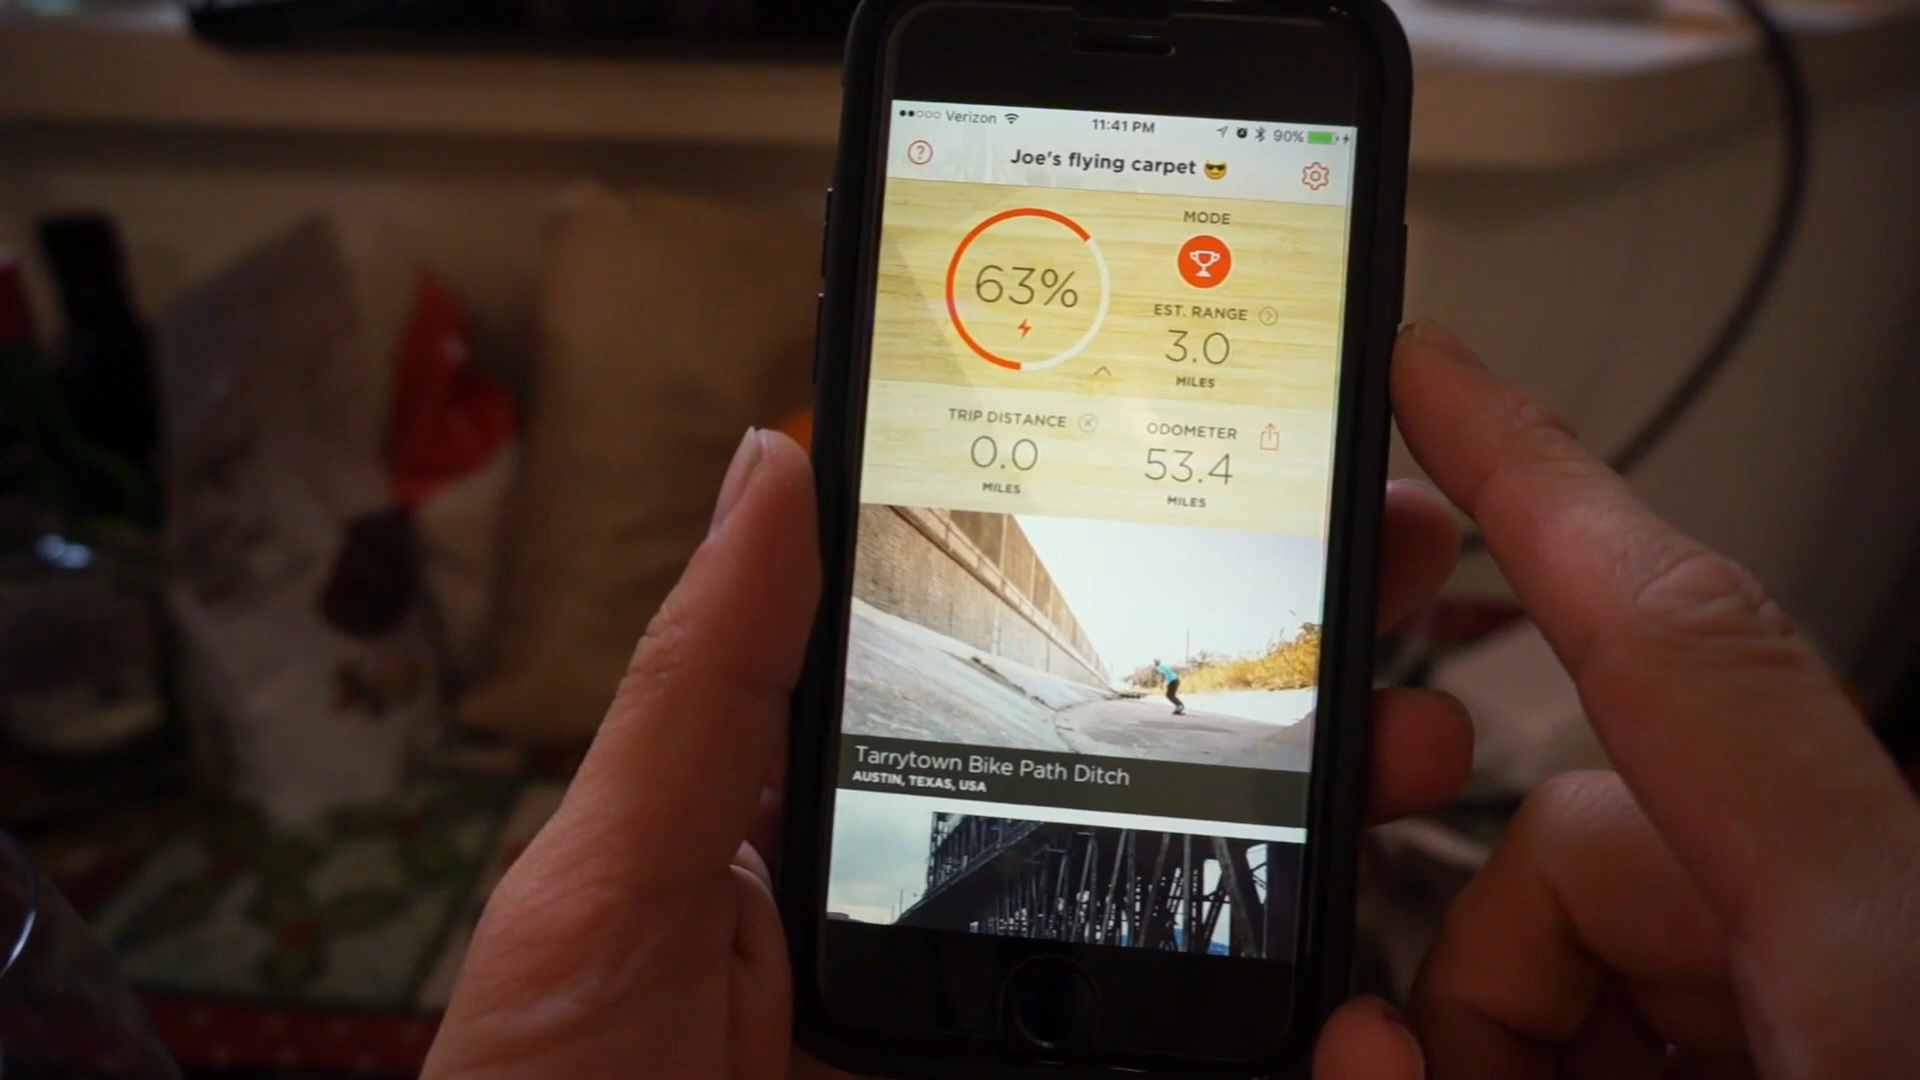 Verizon 11:41 PM 90%
Joe's flying carpet 😎
?
MODE
63%
EST. RANGE
3.0
MILES
TRIP DISTANCE
0.0
MILES
ODOMETER
53.4
MILES
Tarrytown Bike Path Ditch
AUSTIN, TEXAS, USA